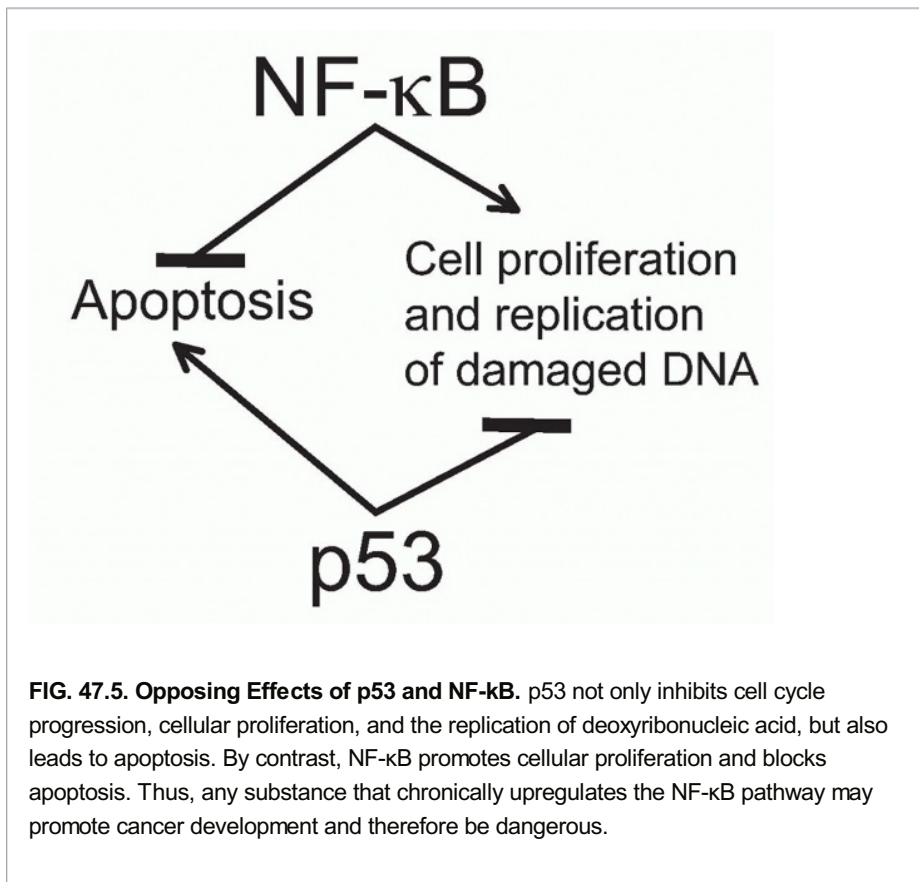 NF-κB
Apoptosis
Cell proliferation
and replication
of damaged DNA
p53
FIG. 47.5. Opposing Effects of p53 and NF-kB. p53 not only inhibits cell cycle
progression, cellular proliferation, and the replication of deoxyribonucleic acid, but also
leads to apoptosis. By contrast, NF-κB promotes cellular proliferation and blocks
apoptosis. Thus, any substance that chronically upregulates the NF-κB pathway may
promote cancer development and therefore be dangerous.